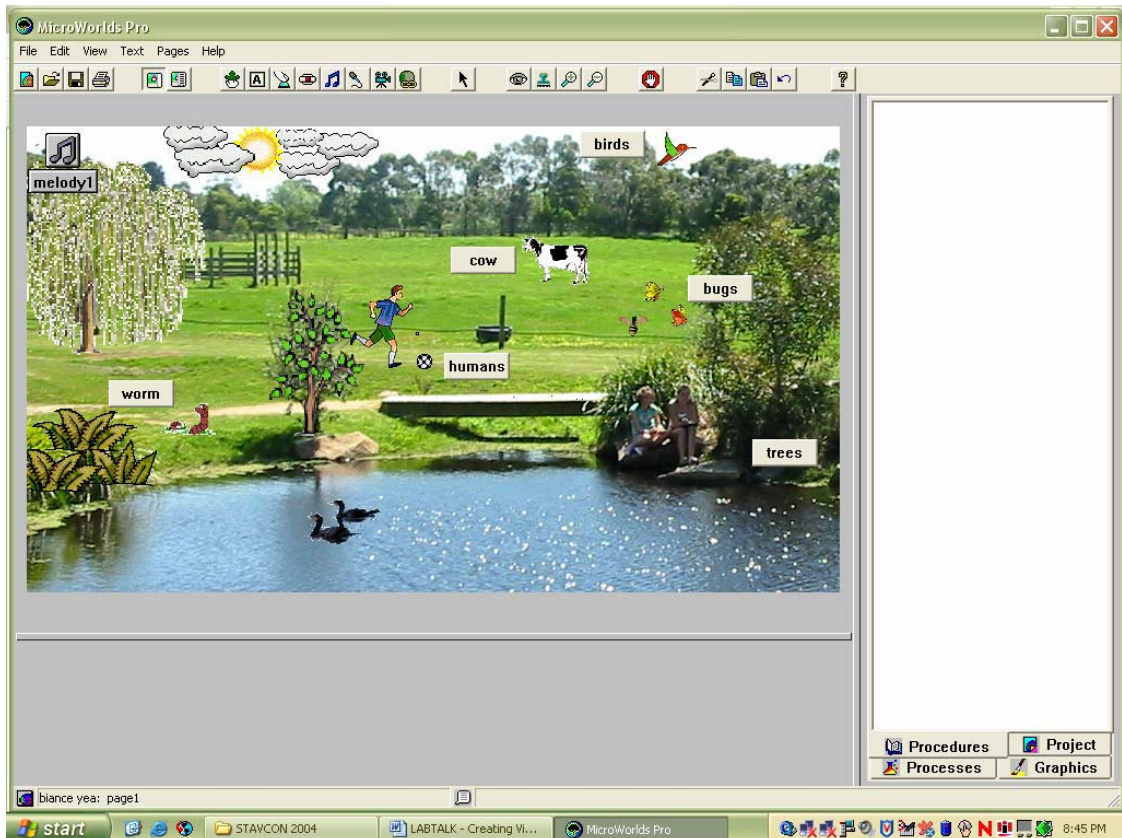 MicroWorlds Pro
File Edit View Text Pages Help
A
?
birds
melody1
cow
bugs
humans
worm
trees
Procedures Project
Processes Graphics
biance yea: page1
start STAVCON 2004 LABTALK - Creating Vi... MicroWorlds Pro N 8:45 PM